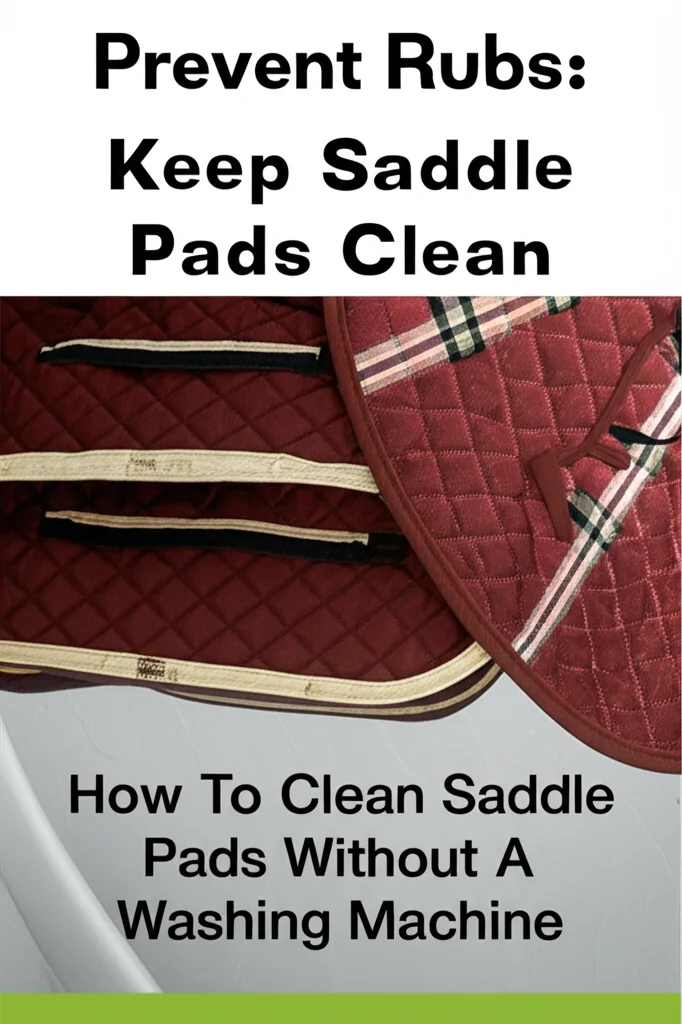 Prevent Rubs:
Keep Saddle
Pads Clean
How To Clean Saddle
Pads Without A
Washing Machine